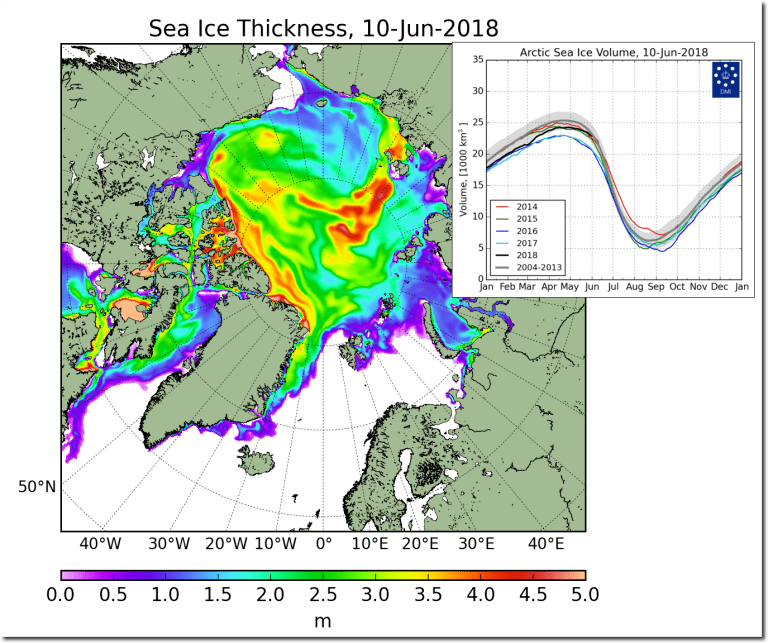 Sea Ice Thickness, 10-Jun-2018
Arctic Sea Ice Volume, 10-Jun-2018
35
30
25
20
15
10
5
0
Volume, [1000 km³ ]
DMI
2014
2015
2016
2017
2018
2004-2013
Jan Feb Mar Apr May Jun Jul Aug Sep Oct Nov Dec Jan
50°N
40°W 30°W 20°W 10°W 0° 10°E 20°E 30°E 40°E
0.0 0.5 1.0 1.5 2.0 2.5 3.0 3.5 4.0 4.5 5.0
m